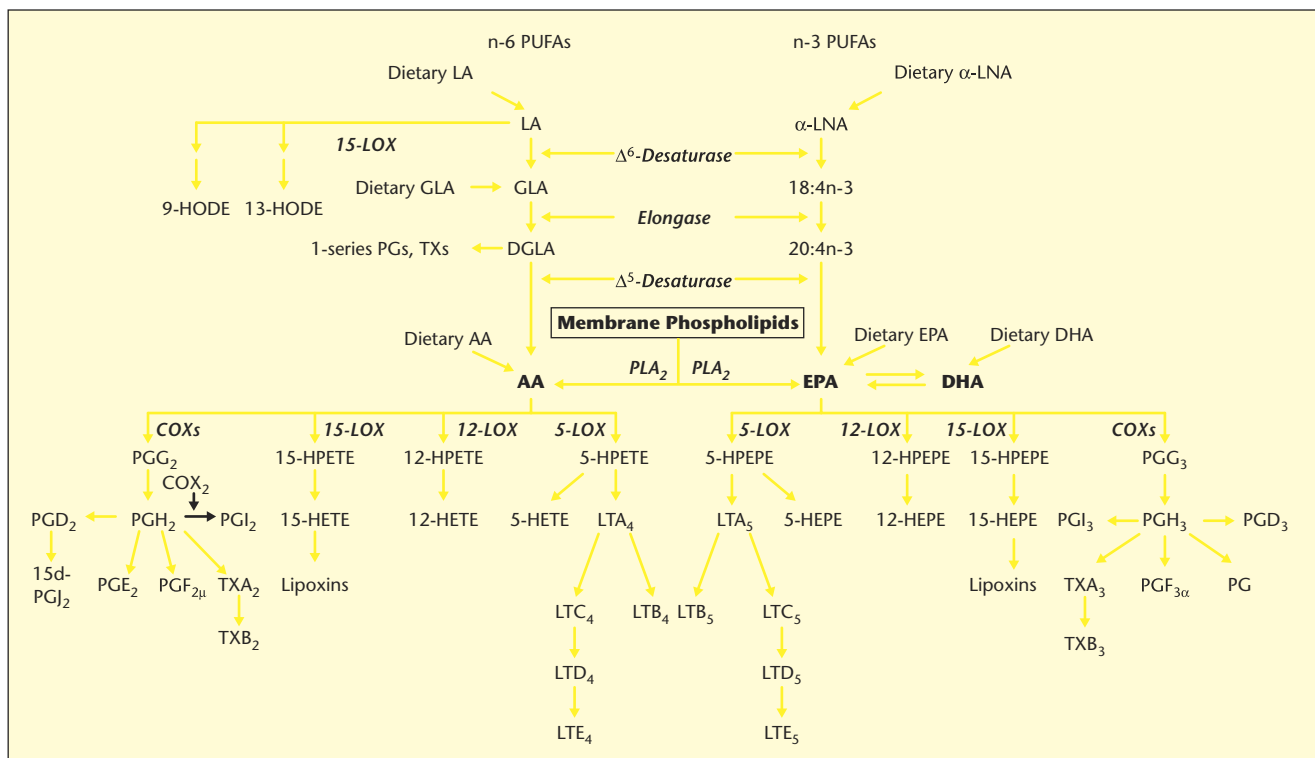 n-6 PUFAs n-3 PUFAs
Dietary LA Dietary α-LNA
LA α-LNA
15-LOX
Δ⁶-Desaturase
Dietary GLA GLA 18:4n-3
9-HODE 13-HODE
Elongase
1-series PGs, TXs DGLA 20:4n-3
Δ⁵-Desaturase
Membrane Phospholipids
Dietary AA Dietary EPA Dietary DHA
PLA₂ PLA₂
AA EPA DHA
COXs 15-LOX 12-LOX 5-LOX 5-LOX 12-LOX 15-LOX COXs
PGG₂ 15-HPETE 12-HPETE 5-HPETE 5-HPEPE 12-HPEPE 15-HPEPE PGG₃
COX₂
PGD₂ PGH₂ PGI₂ 15-HETE 12-HETE 5-HETE LTA₄ LTA₅ 5-HEPE 12-HEPE 15-HEPE PGI₃ PGH₃ PGD₃
15d-
PGJ₂ PGE₂ PGF₂μ TXA₂ Lipoxins Lipoxins TXA₃ PGF₃α PG
LTC₄ LTB₄ LTB₅ LTC₅
TXB₂ TXB₃
LTD₄ LTD₅
LTE₄ LTE₅